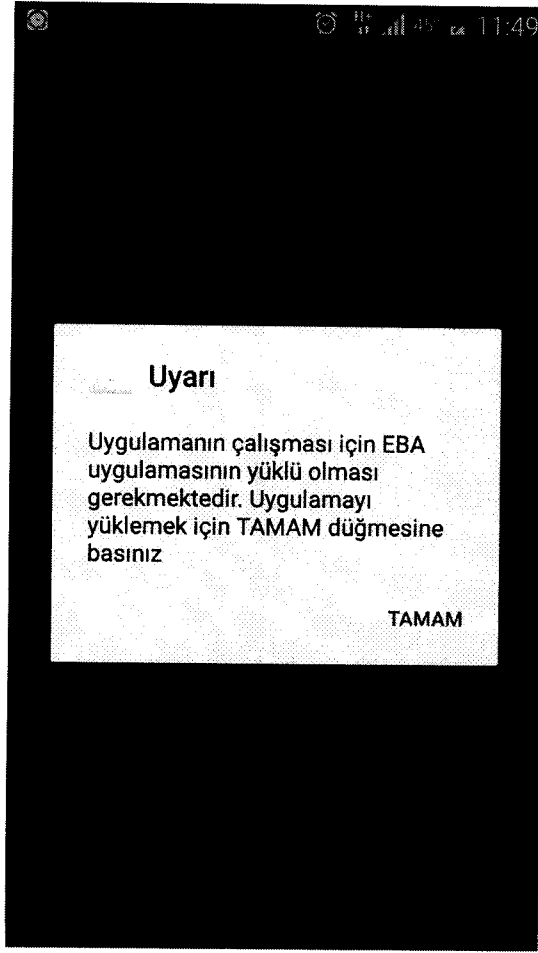 11:49
Uyarı
Uygulamanın çalışması için EBA
uygulamasının yüklü olması
gerekmektedir. Uygulamayı
yüklemek için TAMAM düğmesine
basınız
TAMAM